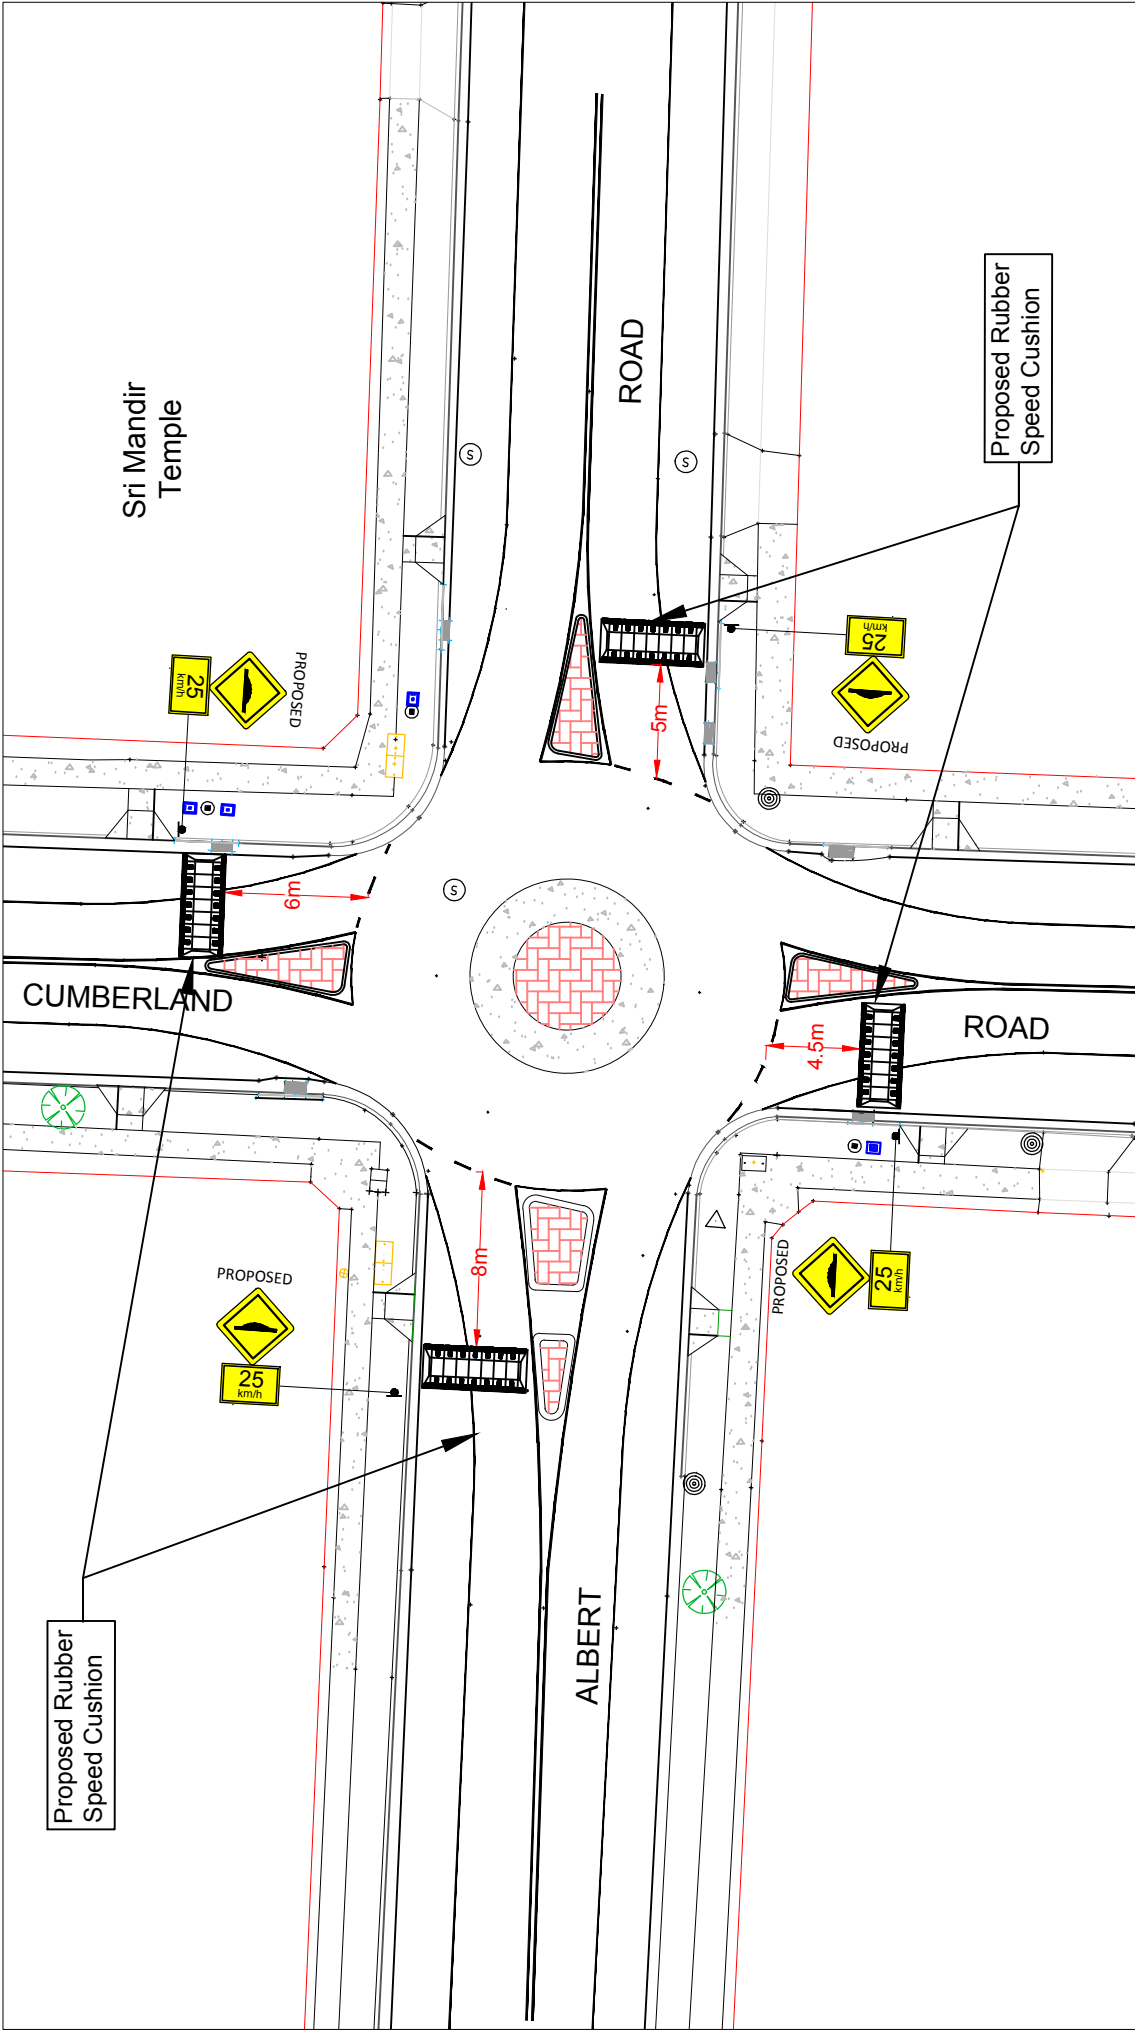 Sri Mandir
Temple
ROAD
Proposed Rubber
Speed Cushion
S
S
25
km/h
PROPOSED
25
km/h
PROPOSED
5m
6m
S
CUMBERLAND
ROAD
4.5m
8m
PROPOSED
25
km/h
PROPOSED
25
km/h
ALBERT
Proposed Rubber
Speed Cushion